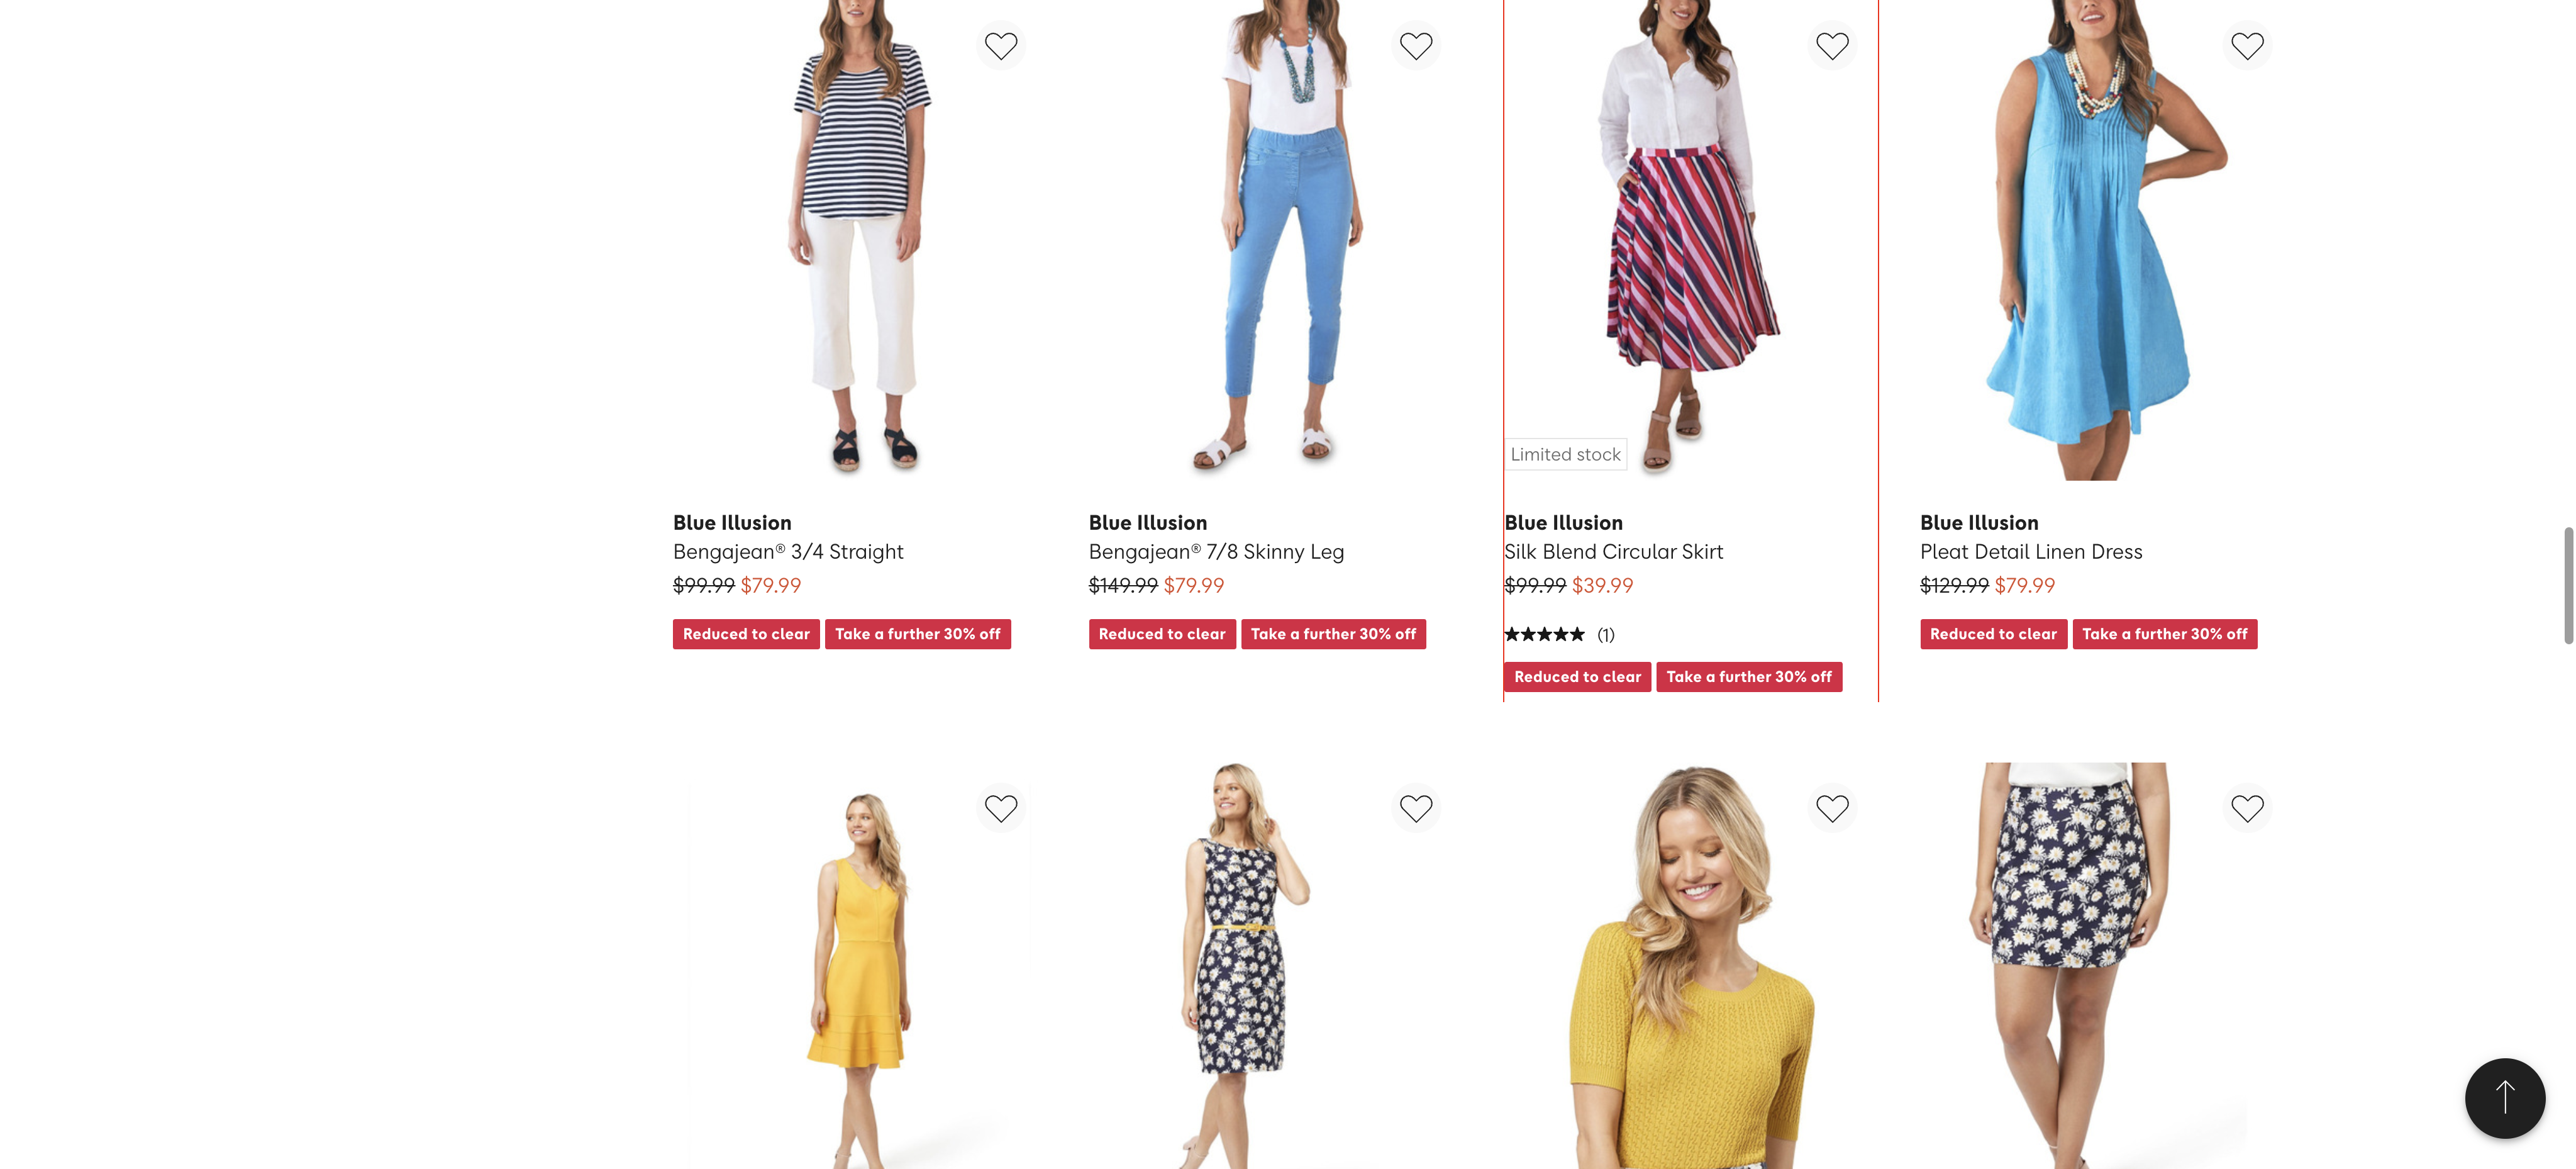 Limited stock
Blue Illusion
Bengajean® 3/4 Straight
$99.99 $79.99
Reduced to clear Take a further 30% off
Blue Illusion
Bengajean® 7/8 Skinny Leg
$149.99 $79.99
Reduced to clear Take a further 30% off
Blue Illusion
Silk Blend Circular Skirt
$99.99 $39.99
(1)
Reduced to clear Take a further 30% off
Blue Illusion
Pleat Detail Linen Dress
$129.99 $79.99
Reduced to clear Take a further 30% off